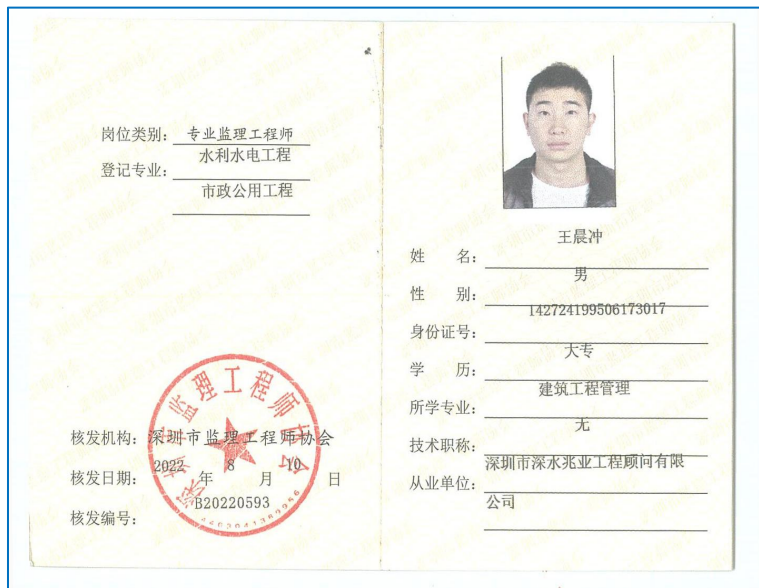 岗位类别： 专业监理工程师
登记专业： 水利水电工程
市政公用工程
核发机构： 深圳市监理工程师协会
核发日期： 2022 年 8 月 10 日
核发编号： B20220593
深圳市监理工程师协会
姓 名： 王晨冲
性 别： 男
身份证号： 142724199506173017
学 历： 大专
所学专业： 建筑工程管理
技术职称： 无
从业单位： 深圳市深水兆业工程顾问有限
公司